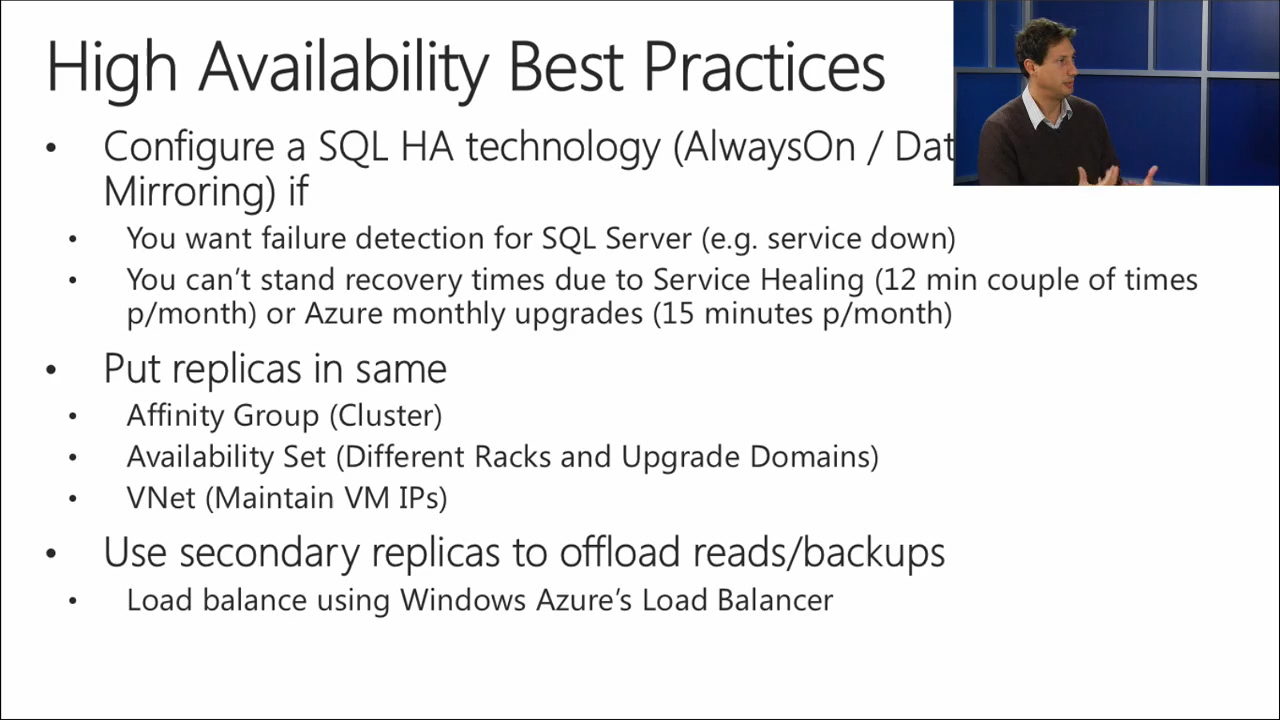 High Availability Best Practices
• Configure a SQL HA technology (AlwaysOn / Dat
Mirroring) if
• You want failure detection for SQL Server (e.g. service down)
• You can’t stand recovery times due to Service Healing (12 min couple of times
p/month) or Azure monthly upgrades (15 minutes p/month)
• Put replicas in same
• Affinity Group (Cluster)
• Availability Set (Different Racks and Upgrade Domains)
• VNet (Maintain VM IPs)
• Use secondary replicas to offload reads/backups
• Load balance using Windows Azure’s Load Balancer